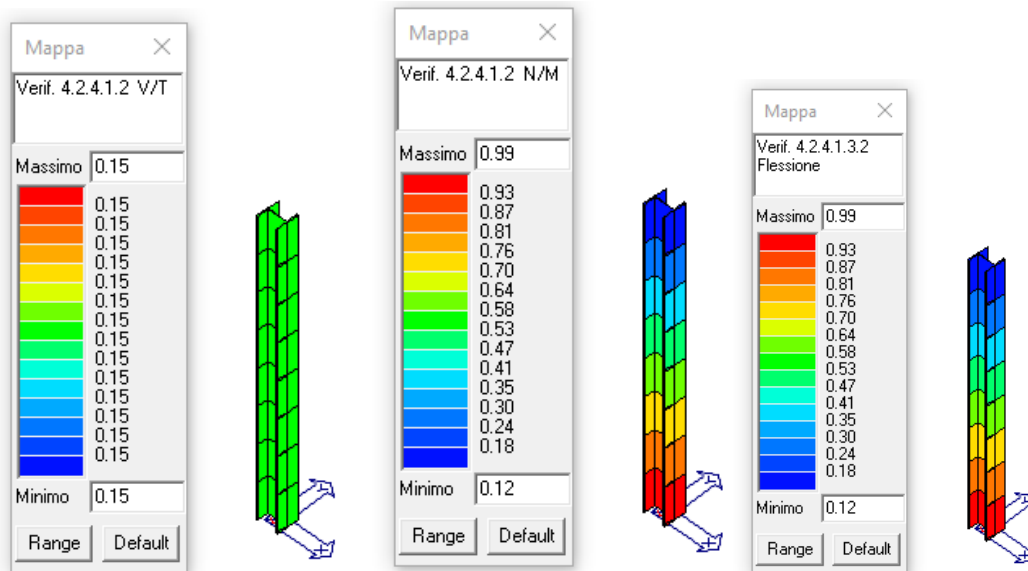 Mappa
Verif. 4.2.4.1.2 V/T
Massimo 0.15
0.15
0.15
0.15
0.15
0.15
0.15
0.15
0.15
0.15
0.15
0.15
0.15
0.15
0.15
Minimo 0.15
Range Default
Mappa
Verif. 4.2.4.1.2 N/M
Massimo 0.99
0.93
0.87
0.81
0.76
0.70
0.64
0.58
0.53
0.47
0.41
0.35
0.30
0.24
0.18
Minimo 0.12
Range Default
Mappa
Verif. 4.2.4.1.3.2
Flessione
Massimo 0.99
0.93
0.87
0.81
0.76
0.70
0.64
0.58
0.53
0.47
0.41
0.35
0.30
0.24
0.18
Minimo 0.12
Range Default